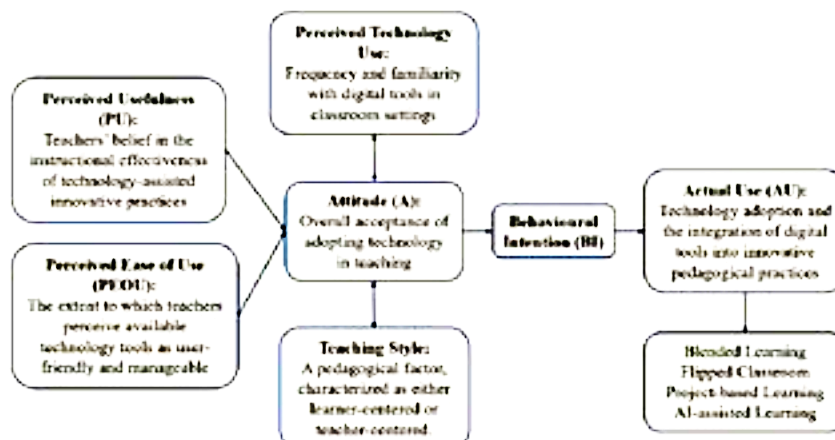 Perceived Technology
Use:
Frequency and familiarity
with digital tools in
classroom settings
Perceived Usefulness
(PU):
Teachers' belief in the
instructional effectiveness
of technology-assisted
innovative practices
Attitude (A):
Overall acceptance of
adopting technology
in teaching
Behavioural
Intention (BI)
Actual Use (AU):
Technology adoption and
the integration of digital
tools into innovative
pedagogical practices
Perceived Ease of Use
(PEOU):
The extent to which teachers
perceive available
technology tools as user-
friendly and manageable
Teaching Style:
A pedagogical factor,
characterized as either
learner-centered or
teacher-centered.
Blended Learning
Flipped Classroom
Project-based Learning
AI-assisted Learning